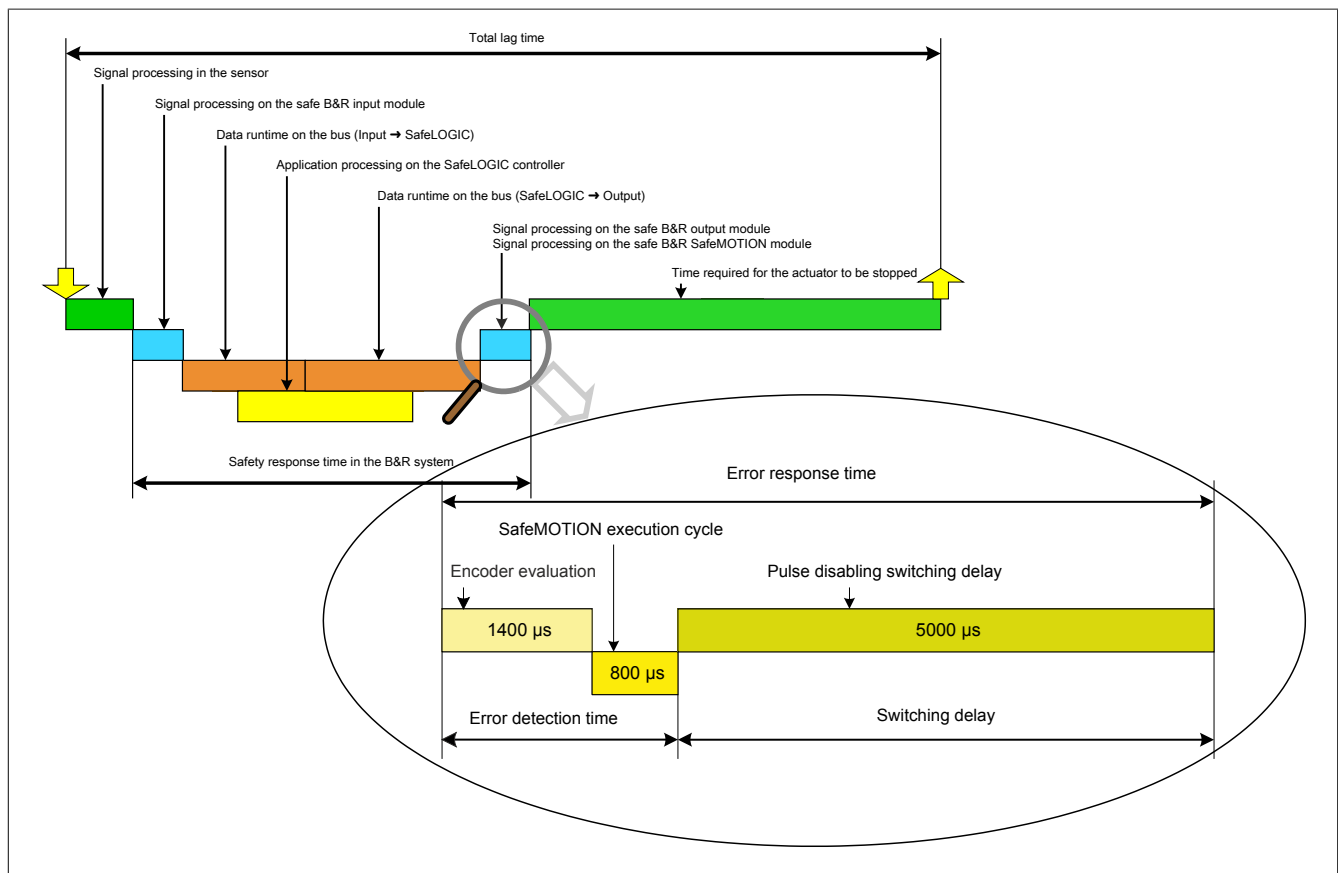 Total lag time
Signal processing in the sensor
Signal processing on the safe B&R input module
Data runtime on the bus (Input ➜ SafeLOGIC)
Application processing on the SafeLOGIC controller
Data runtime on the bus (SafeLOGIC ➜ Output)
Signal processing on the safe B&R output module
Signal processing on the safe B&R SafeMOTION module
Time required for the actuator to be stopped
Safety response time in the B&R system
Error response time
SafeMOTION execution cycle
Encoder evaluation
Pulse disabling switching delay
1400 µs
5000 µs
800 µs
Error detection time
Switching delay